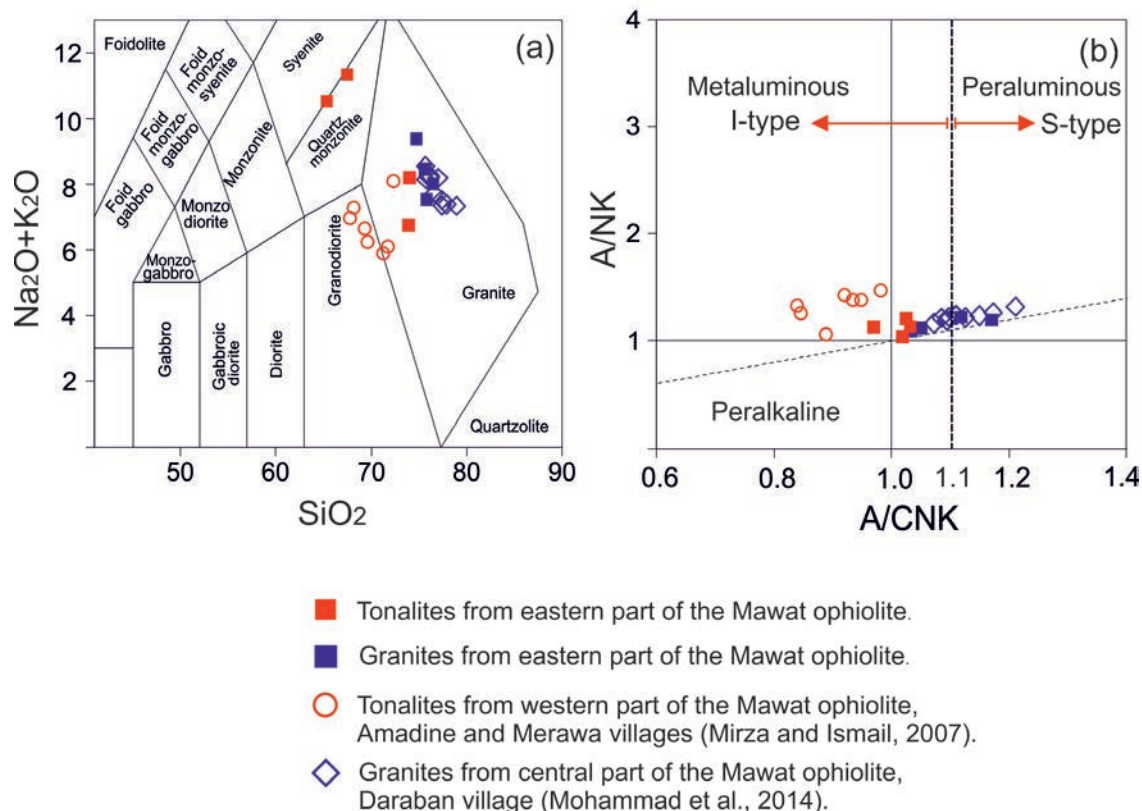 (a)
Na2O+K2O
12
10
8
6
4
2
50
60
70
80
90
SiO2
Foidolite
Foid
monzo-
syenite
Foid
monzo-
gabbro
Foid
gabbro
Syenite
Monzonite
Quartz
monzonite
Monzo
diorite
Monzo-
gabbro
Gabbro
Gabbroic
diorite
Diorite
Granodiorite
Granite
Quartzolite
(b)
A/NK
4
3
2
1
Metaluminous
I-type
Peraluminous
S-type
Peralkaline
0.6
0.8
1.0
1.1
1.2
1.4
A/CNK
Tonalites from eastern part of the Mawat ophiolite.
Granites from eastern part of the Mawat ophiolite.
Tonalites from western part of the Mawat ophiolite,
Amadine and Merawa villages (Mirza and Ismail, 2007).
Granites from central part of the Mawat ophiolite,
Daraban village (Mohammad et al., 2014).